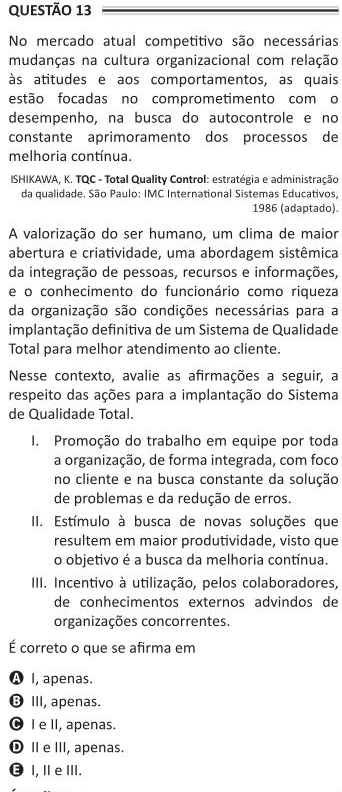 QUESTÃO 13
No mercado atual competitivo são necessárias
mudanças na cultura organizacional com relação
às atitudes e aos comportamentos, as quais
estão focadas no comprometimento com o
desempenho, na busca do autocontrole e no
constante aprimoramento dos processos de
melhoria contínua.
ISHIKAWA, K. TQC - Total Quality Control: estratégia e administração
da qualidade. São Paulo: IMC International Sistemas Educativos,
1986 (adaptado).
A valorização do ser humano, um clima de maior
abertura e criatividade, uma abordagem sistêmica
da integração de pessoas, recursos e informações,
e o conhecimento do funcionário como riqueza
da organização são condições necessárias para a
implantação definitiva de um Sistema de Qualidade
Total para melhor atendimento ao cliente.
Nesse contexto, avalie as afirmações a seguir, a
respeito das ações para a implantação do Sistema
de Qualidade Total.
I. Promoção do trabalho em equipe por toda
a organização, de forma integrada, com foco
no cliente e na busca constante da solução
de problemas e da redução de erros.
II. Estímulo à busca de novas soluções que
resultem em maior produtividade, visto que
o objetivo é a busca da melhoria contínua.
III. Incentivo à utilização, pelos colaboradores,
de conhecimentos externos advindos de
organizações concorrentes.
É correto o que se afirma em
A I, apenas.
B III, apenas.
C I e II, apenas.
D II e III, apenas.
E I, II e III.